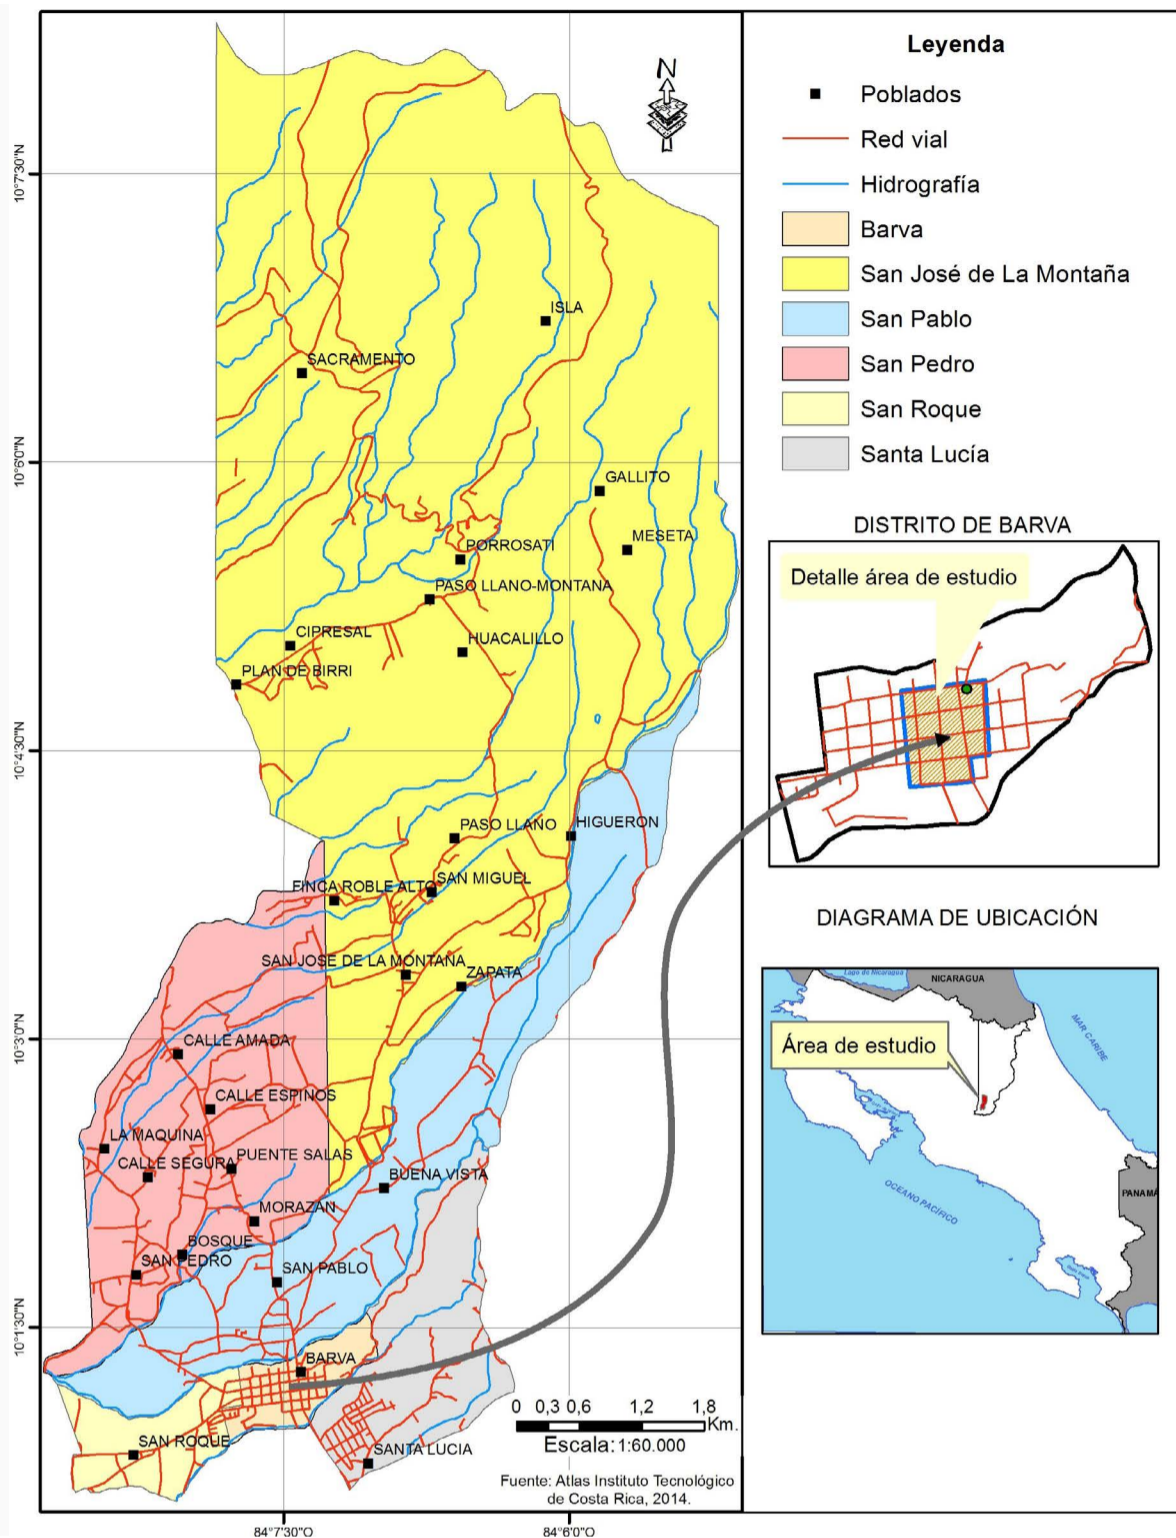 N
10°7'30"N
10°6'0"N
10°4'30"N
10°3'0"N
10°1'30"N
84°7'30"O
84°6'0"O
ISLA
SACRAMENTO
GALLITO
MESETA
PORROSATI
PASO LLANO-MONTANA
CIPRESAL
HUACALILLO
PLAN DE BIRRI
PASO LLANO
HIGUERON
FINCA ROBLE ALTO
SAN MIGUEL
SAN JOSE DE LA MONTANA
ZAPATA
CALLE AMADA
CALLE ESPINOS
LA MAQUINA
CALLE SEGURA
PUENTE SALAS
BUENA VISTA
MORAZAN
BOSQUE
SAN PEDRO
SAN PABLO
BARVA
SAN ROQUE
SANTA LUCIA
0 0,3 0,6 1,2 1,8
Km.
Escala: 1:60.000
Fuente: Atlas Instituto Tecnológico
de Costa Rica, 2014.
Leyenda
Poblados
Red vial
Hidrografía
Barva
San José de La Montaña
San Pablo
San Pedro
San Roque
Santa Lucía
DISTRITO DE BARVA
Detalle área de estudio
DIAGRAMA DE UBICACIÓN
Lago de Nicaragua
NICARAGUA
MAR CARIBE
Área de estudio
OCEANO PACÍFICO
PANAMÁ